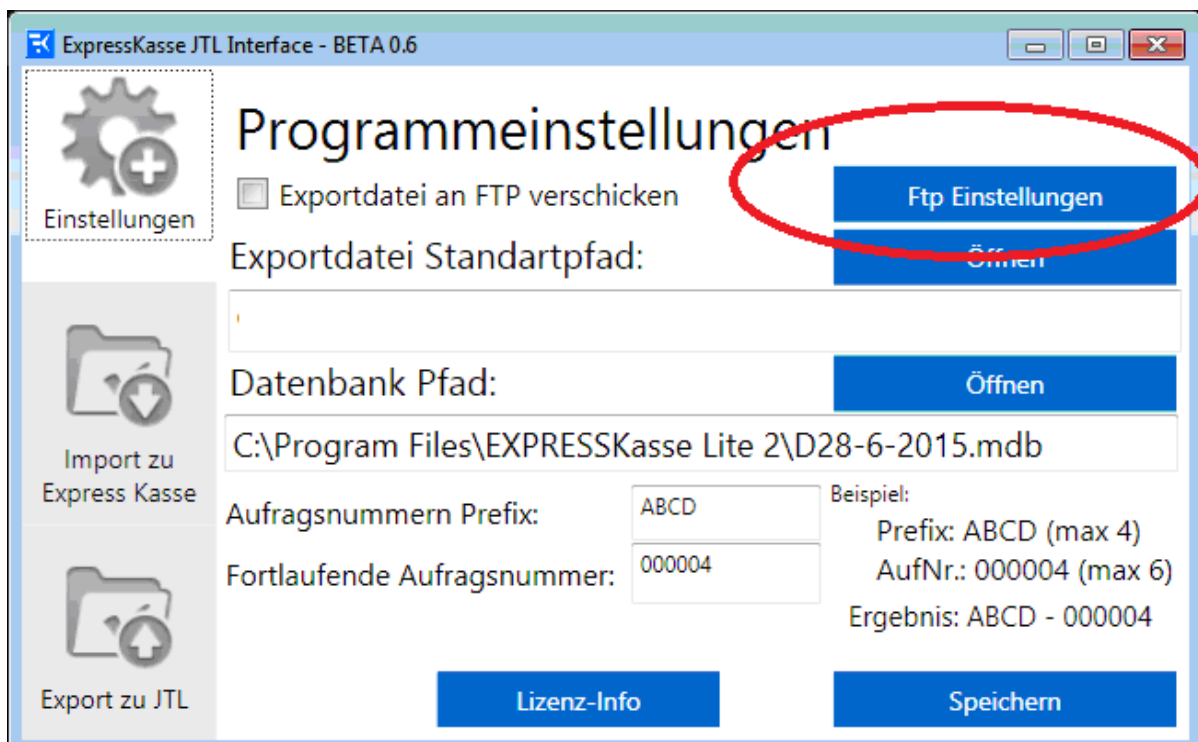 ExpressKasse JTL Interface - BETA 0.6
Einstellungen
Import zu
Express Kasse
Export zu JTL
Programmeinstellungen
Exportdatei an FTP verschicken
Ftp Einstellungen
Exportdatei Standartpfad:
Öffnen
Datenbank Pfad:
Öffnen
C:\Program Files\EXPRESSKasse Lite 2\D28-6-2015.mdb
Aufragsnummern Prefix:
ABCD
Fortlaufende Aufragsnummer:
000004
Beispiel:
Prefix: ABCD (max 4)
AufNr.: 000004 (max 6)
Ergebnis: ABCD - 000004
Lizenz-Info
Speichern